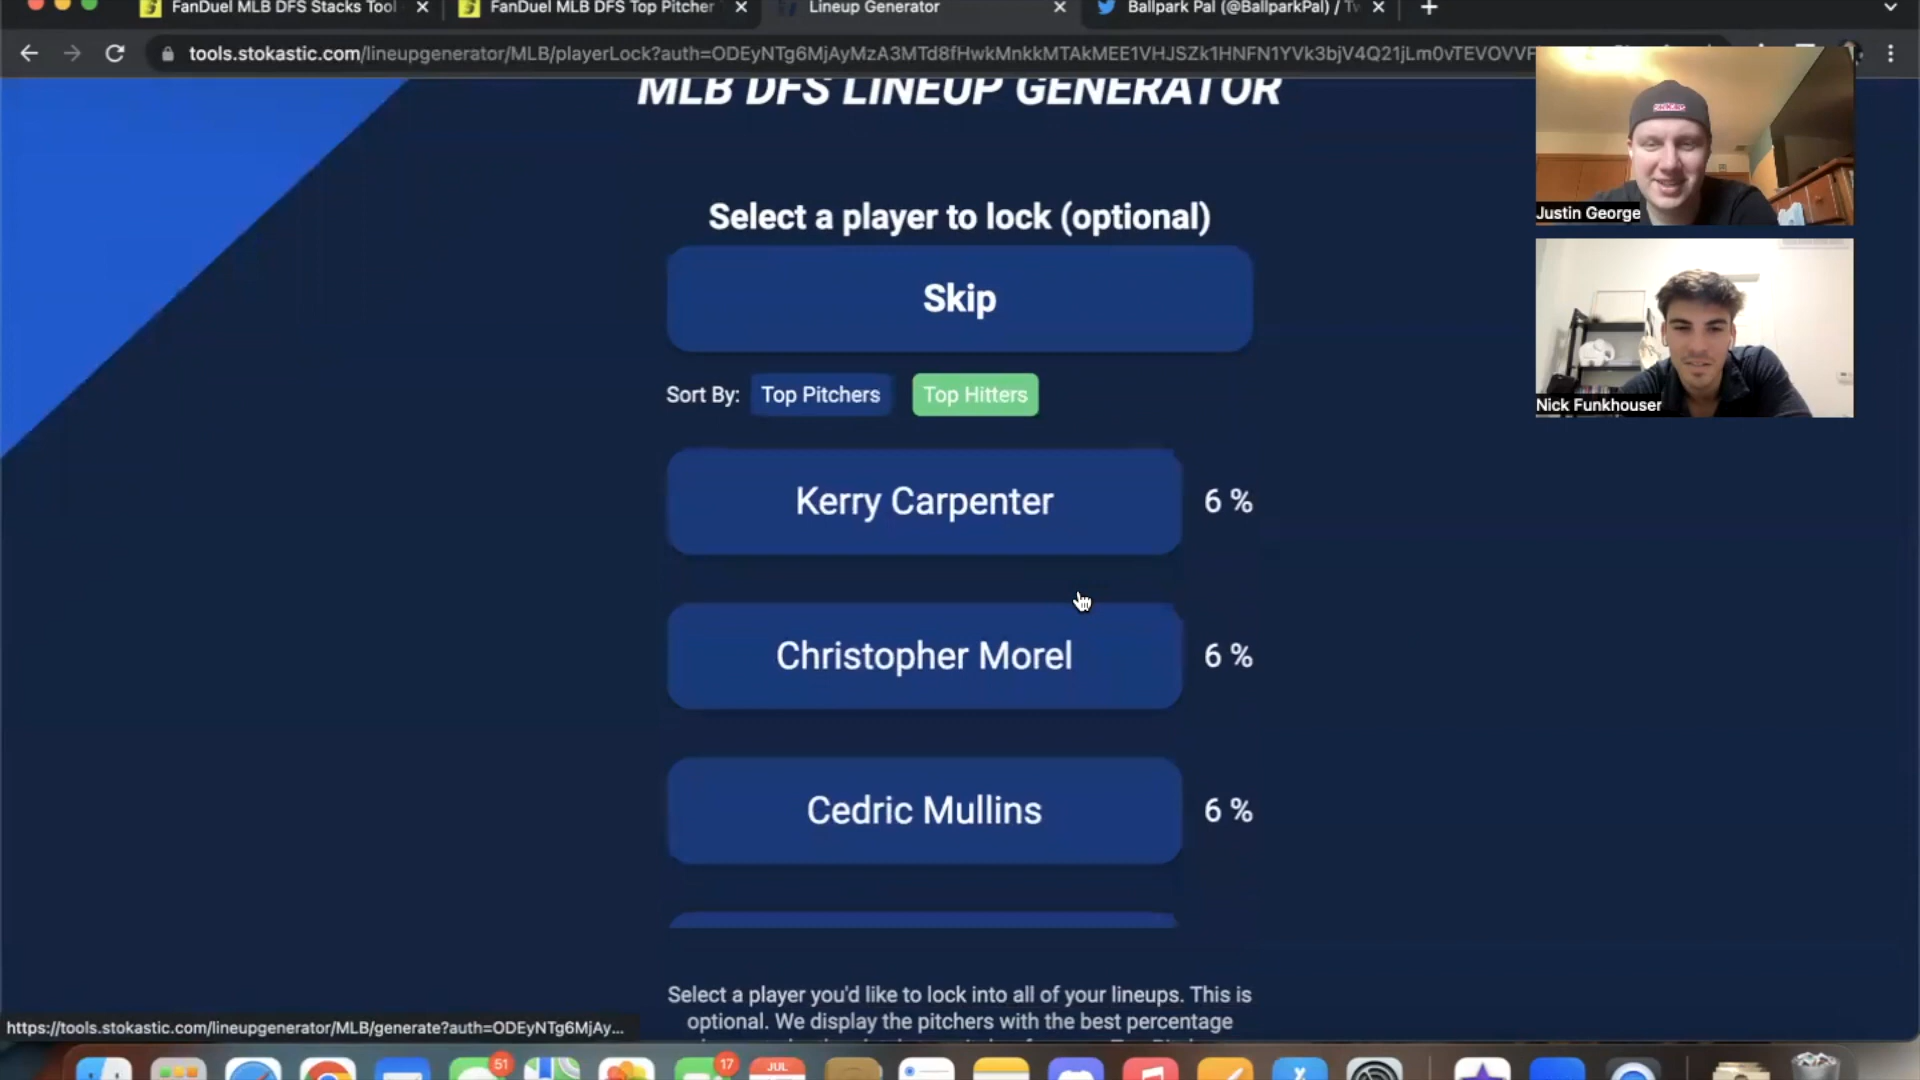 FanDuel MLB DFS Stacks Tool
FanDuel MLB DFS Top Pitcher
Lineup Generator
Ballpark Pal (@BallparkPal) / Tw
tools.stokastic.com/lineupgenerator/MLB/playerLock?auth=
MLB DFS LINEUP GENERATOR
Justin George
Nick Funkhouser
Select a player to lock (optional)
Skip
Sort By: Top Pitchers Top Hitters
Kerry Carpenter 6 %
Christopher Morel 6 %
Cedric Mullins 6 %
Select a player you'd like to lock into all of your lineups. This is
optional. We display the pitchers with the best percentage
https://tools.stokastic.com/lineupgenerator/MLB/generate?auth=ODEyNTg6MjAy...
51
17
JUL